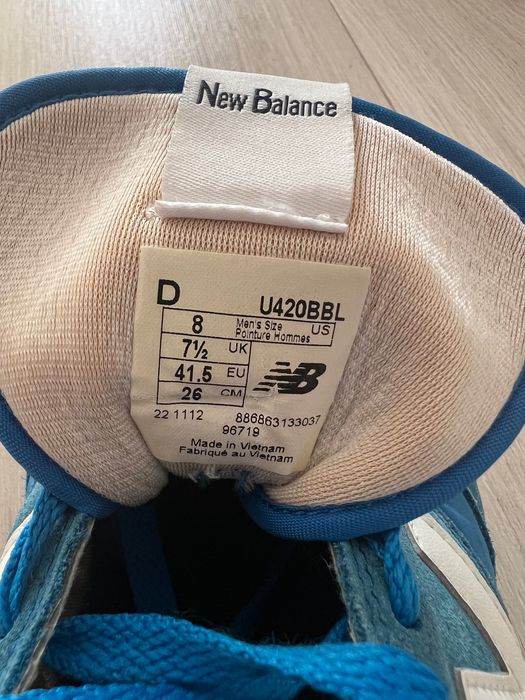 New Balance
D U420BBL
8 Men's Size US
Pointure Hommes
7½ UK
41.5 EU
26 CM
22 1112 886863133037
96719
Made in Vietnam
Fabriqué au Vietnam